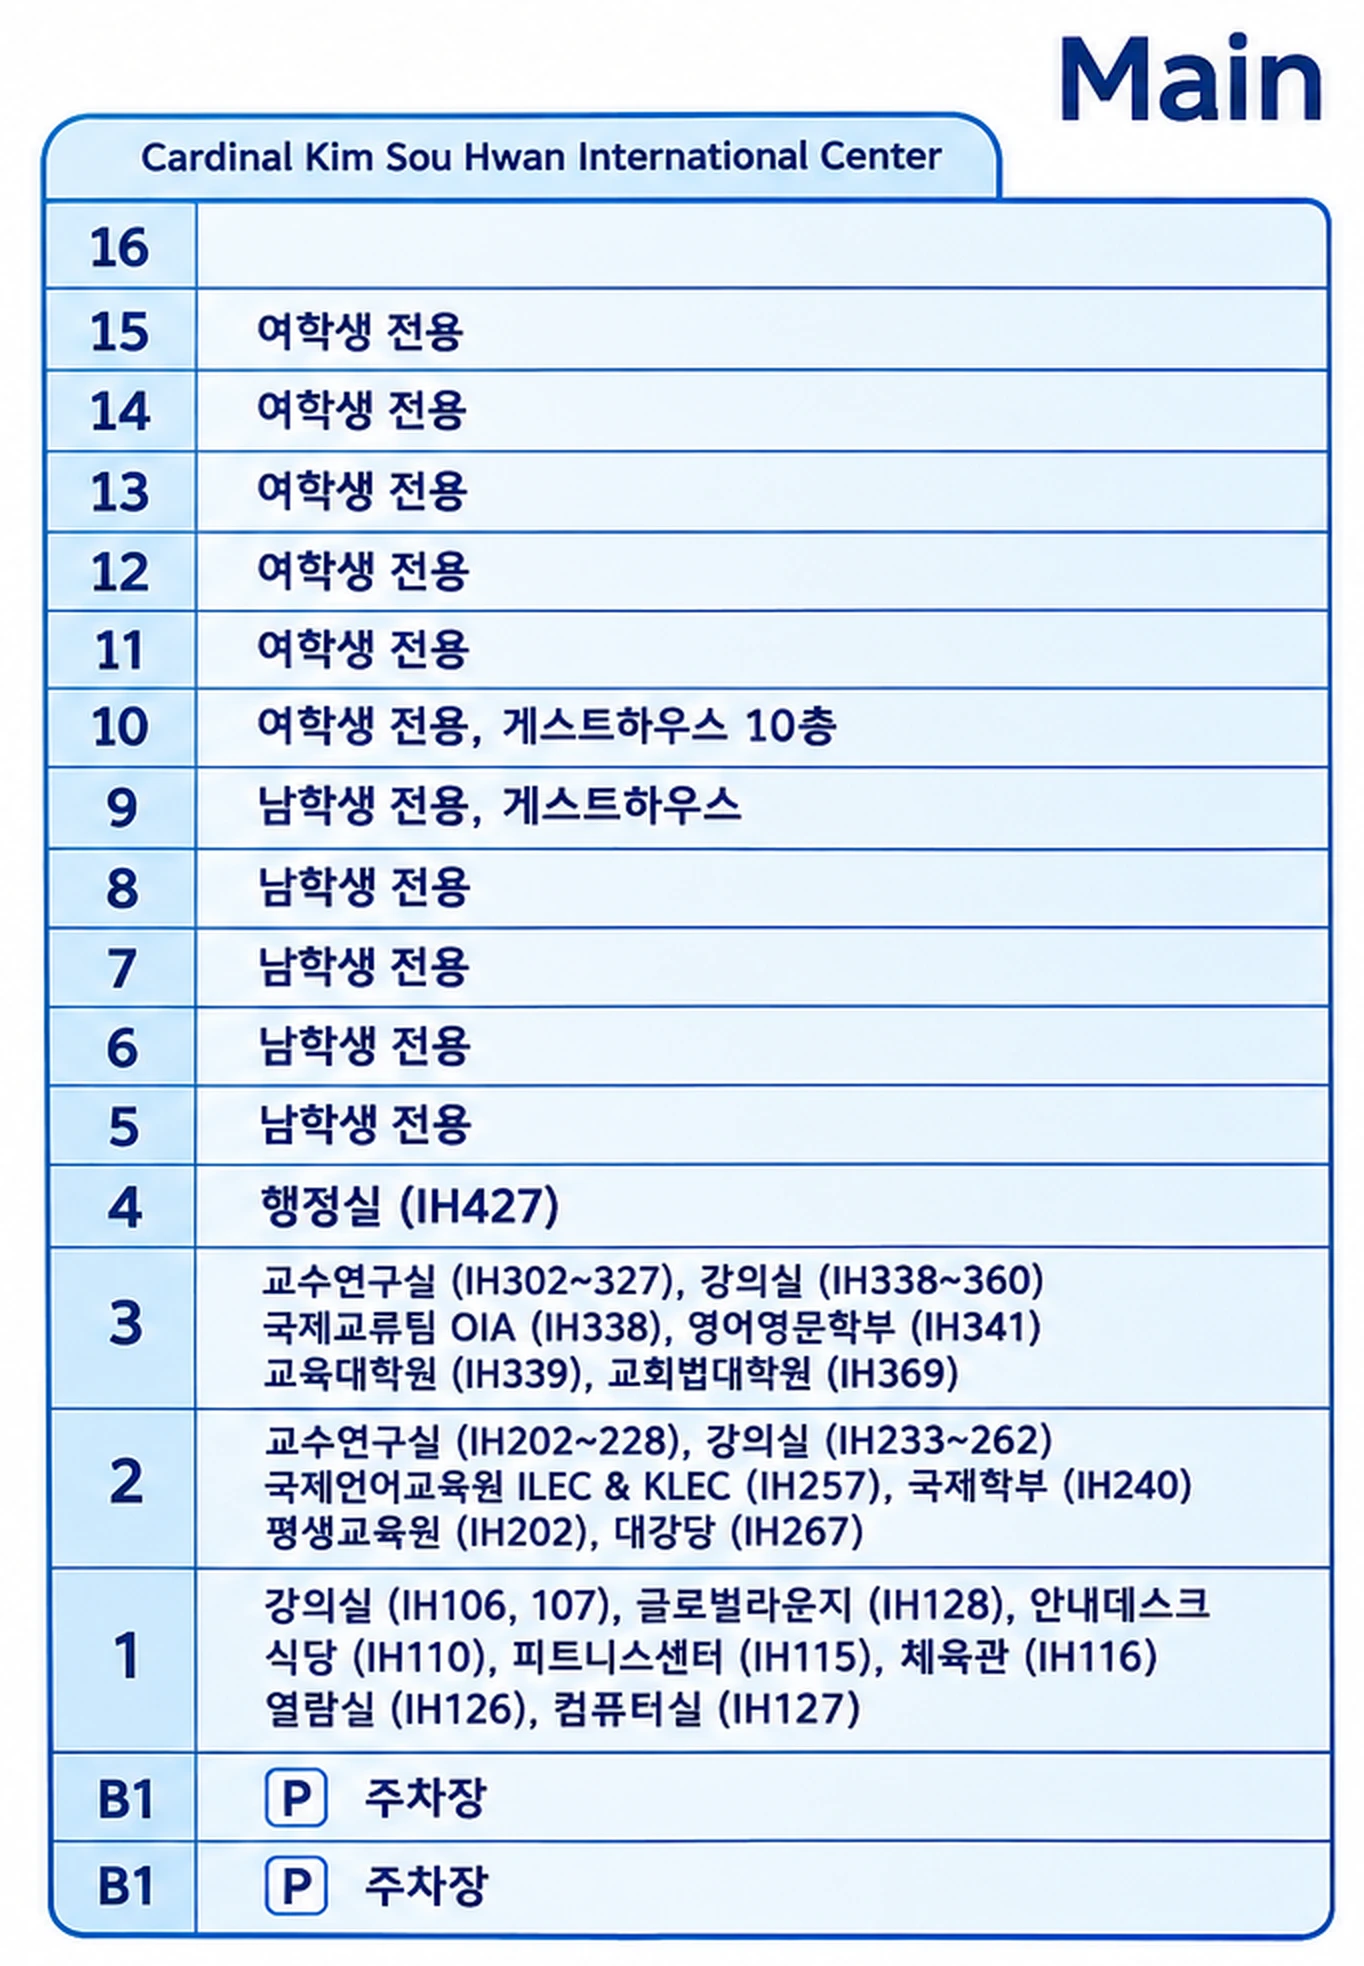 Main
Cardinal Kim Sou Hwan International Center
16
15 여학생 전용
14 여학생 전용
13 여학생 전용
12 여학생 전용
11 여학생 전용
10 여학생 전용, 게스트하우스 10층
9 남학생 전용, 게스트하우스
8 남학생 전용
7 남학생 전용
6 남학생 전용
5 남학생 전용
4 행정실 (IH427)
3
교수연구실 (IH302~327), 강의실 (IH338~360)
국제교류팀 OIA (IH338), 영어영문학부 (IH341)
교육대학원 (IH339), 교회법대학원 (IH369)
2
교수연구실 (IH202~228), 강의실 (IH233~262)
국제언어교육원 ILEC & KLEC (IH257), 국재학부 (IH240)
평생교육원 (IH202), 대강당 (IH267)
1
강의실 (IH106, 107), 글로벌라운지 (IH128), 안내데스크
식당 (IH110), 피트니스센터 (IH115), 체육관 (IH116)
열람실 (IH126), 컴퓨터실 (IH127)
B1 P 주차장
B1 P 주차장